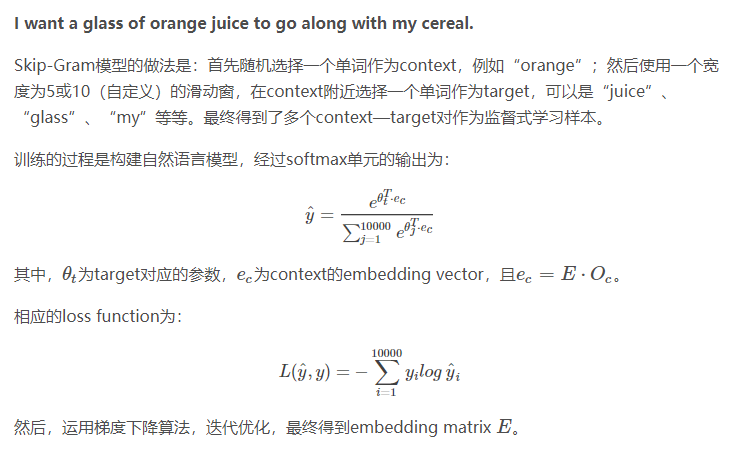 I want a glass of orange juice to go along with my cereal.
Skip-Gram模型的做法是：首先随机选择一个单词作为context，例如“orange”；然后使用一个宽
度为5或10（自定义）的滑动窗，在context附近选择一个单词作为target，可以是“juice”、
“glass”、“my”等等。最终得到了多个context—target对作为监督式学习样本。
训练的过程是构建自然语言模型，经过softmax单元的输出为：
$\hat{y} = \frac{e^{\theta_t^T \cdot e_c}}{\sum_{j=1}^{10000} e^{\theta_j^T \cdot e_c}}$
其中，$\theta_t$为target对应的参数，$e_c$为context的embedding vector，且$e_c = E \cdot O_c$。
相应的loss function为：
$L(\hat{y}, y) = -\sum_{i=1}^{10000} y_i log \hat{y}_i$
然后，运用梯度下降算法，迭代优化，最终得到embedding matrix $E$。